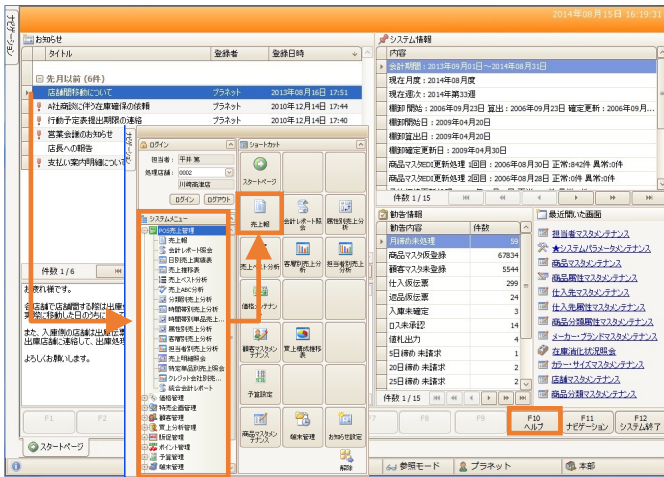 2014年08月15日 16:19:31
ナビゲーション
お知らせ
タイトル 登録者 登録日時
先月以前 (6件)
店舗間移動について プラネット 2013年08月16日 17:51
A社商談に伴う在庫確保の依頼 プラネット 2010年12月14日 17:44
行動予定表提出期限の連絡 プラネット 2010年12月14日 17:40
営業会議のお知らせ
店長への報告
支払い案内明細につい
件数 1/6
お疲れ様です。
また、入庫側の店舗は出庫伝票
出庫店舗に連絡して、出庫処理
よろしくお願いします。
F1 F2
スタートページ
ナビゲーション
ログイン
担当者: 平井 篤
処理店舗: 0002
川崎南津店
ログイン ログアウト
システムメニュー
POS売上管理
売上報
会計レポート照会
日別売上実績表
売上推移表
売上ベスト分析
売上ABC分析
分類別売上分析
時間帯別売上分析
時間帯別単品売上...
属性別売上分析
客層別売上分析
担当者別売上分析
売上明細照会
特定単品別売上照会
クレジット会社別売...
統合会計レポート
価格管理
特売企画管理
顧客管理
買上分析管理
販促管理
ポイント管理
予算管理
端末管理
ショートカット
スタートページ
売上報
会計レポート照会
属性別売上分析
売上ベスト分析
客層別売上分析
担当者別売上分析
価格メンテナンス
顧客マスタメンテナンス
買上構成推移表
予算設定
商品マスタメンテナンス
端末管理
お知らせ設定
解除
システム情報
内容
会計期間:2013年09月01日~2014年08月31日
現在月度:2014年08月度
現在週次:2014年第33週
棚卸 開始:2006年09月23日 算出:2006年09月23日 確定更新:2006年09月...
棚卸開始日:2009年04月20日
棚卸算出日:2009年04月20日
棚卸確定更新日:2009年04月20日
商品マスタEDI更新処理 1回目:2006年08月30日 正常:842件 異常:0件
商品マスタEDI更新処理 2回目:2006年08月28日 正常:0件 異常:0件
件数 1/15
勧告情報
勧告内容 件数
月締め未処理 59
商品マスタ仮登録 67834
顧客マスタ未登録 5544
仕入仮伝票 299
返品仮伝票 24
入庫未確定 3
ロス未承認 14
値札出力 4
5日締め 未請求 1
20日締め 未請求 2
25日締め 未請求 2
件数 1/15
最近開いた画面
担当者マスタメンテナンス
★システムパラメータメンテナンス
商品マスタメンテナンス
商品属性マスタメンテナンス
仕入先マスタメンテナンス
仕入先属性マスタメンテナンス
商品分類属性マスタメンテナンス
メーカー・ブランドマスタメンテナンス
在庫消化状況照会
カラー・サイズマスタメンテナンス
店舗マスタメンテナンス
商品分類マスタメンテナンス
F7 F8 F9 F10 ヘルプ F11 ナビゲーション F12 システム終了
参照モード プラネット 本部